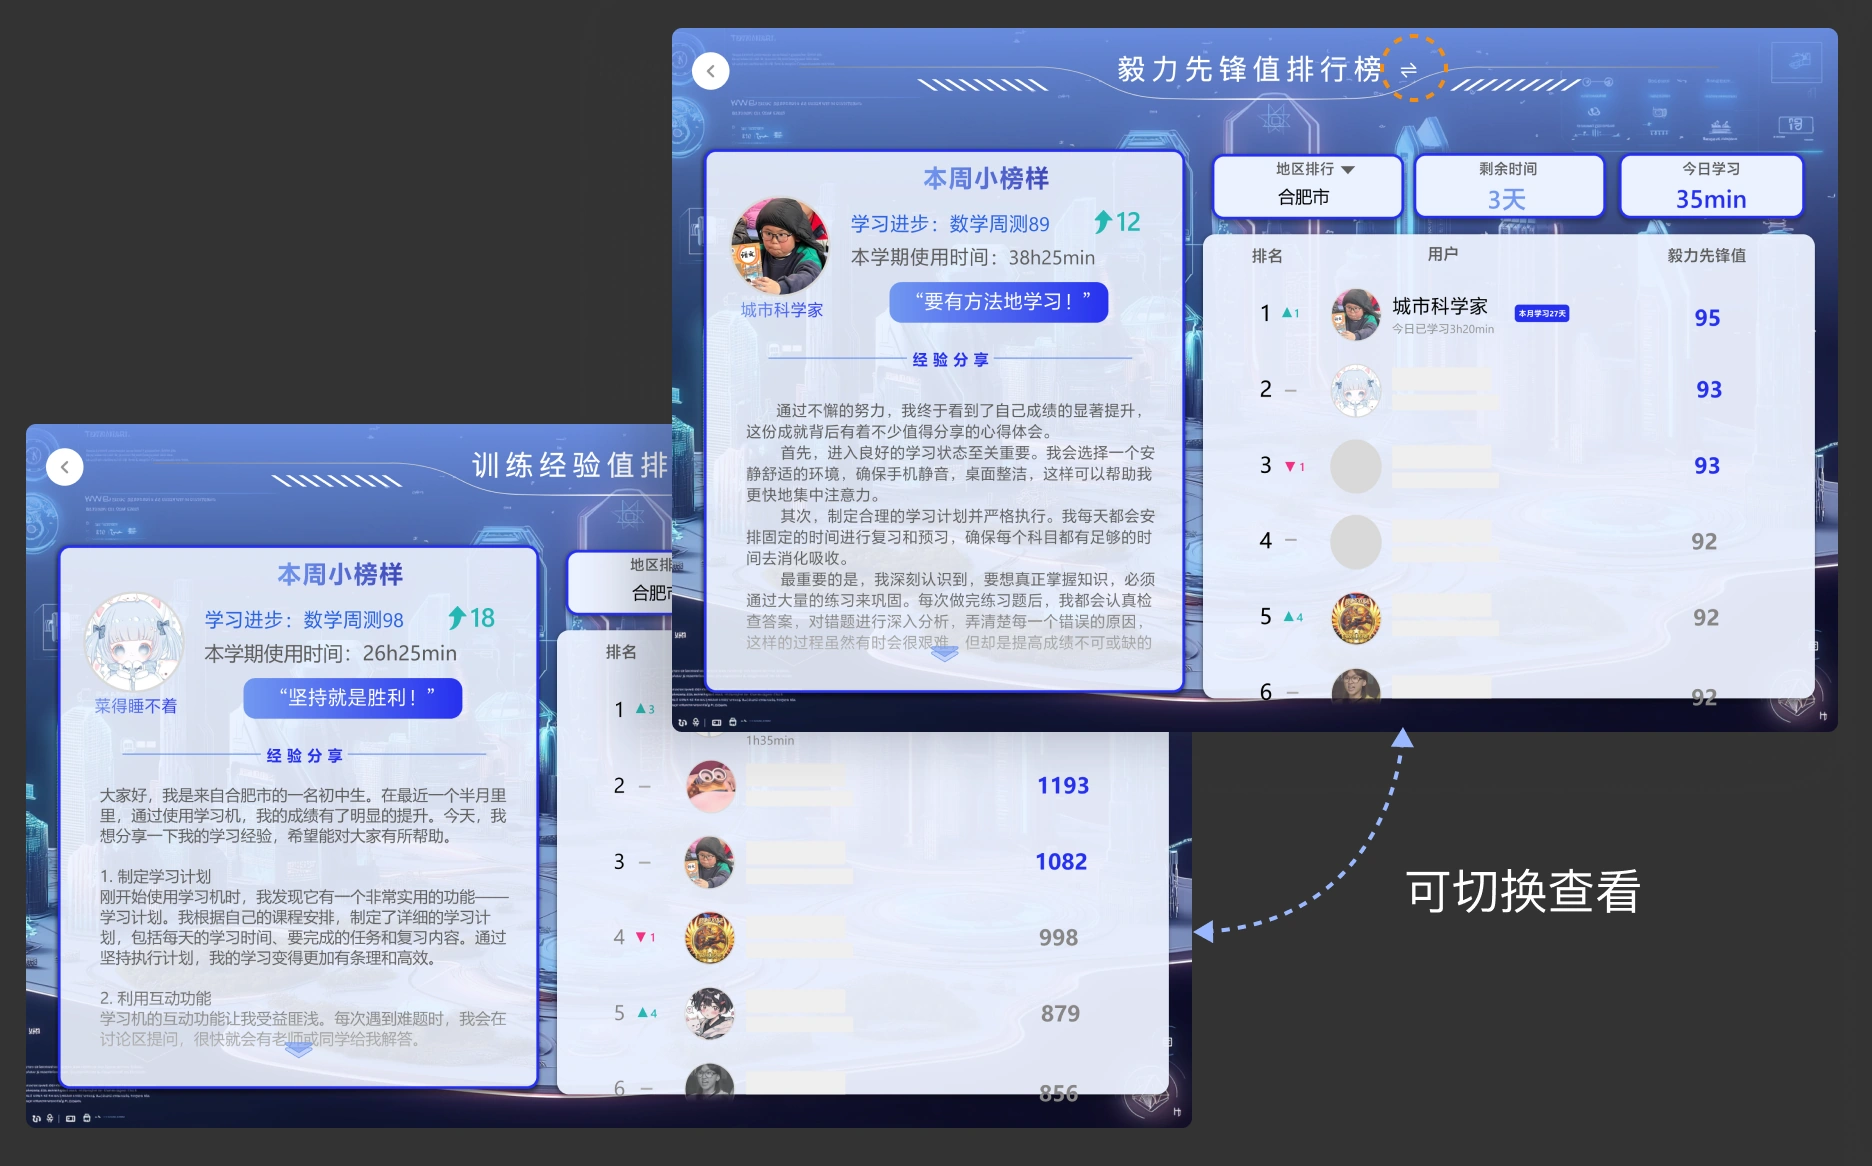 毅力先锋值排行榜
本周小榜样
学习进步：数学周测89
12
本学期使用时间：38h25min
城市科学家
“要有方法地学习！”
经验分享
通过不懈的努力，我终于看到了自己成绩的显著提升，
这份成就背后有着不少值得分享的心得体会。
首先，进入良好的学习状态至关重要。我会选择一个安
静舒适的环境，确保手机静音，桌面整洁，这样可以帮助我
更快地集中注意力。
其次，制定合理的学习计划并严格执行。我每天都会安
排固定的时间进行复习和预习，确保每个科目都有足够的时
间去消化吸收。
最重要的是，我深刻认识到，要想真正掌握知识，必须
通过大量的练习来巩固。每次做完练习题后，我都会认真检
查答案，对错题进行深入分析，弄清楚每一个错误的原因，
这样的过程虽然有时会很艰难，但却是提高成绩不可或缺的
地区排行
合肥市
剩余时间
3天
今日学习
35min
排名 用户 毅力先锋值
1 ▲1 城市科学家 本月学习27天 95
今日已学习3h20min
2 — 93
3 ▼1 93
4 — 92
5 ▲4 92
6 — 92
训练经验值排
本周小榜样
学习进步：数学周测98
18
本学期使用时间：26h25min
菜得睡不着
“坚持就是胜利！”
经验分享
大家好，我是来自合肥市的一名初中生。在最近一个半月里
里，通过使用学习机，我的成绩有了明显的提升。今天，我
想分享一下我的学习经验，希望能对大家有所帮助。
1. 制定学习计划
刚开始使用学习机时，我发现它有一个非常实用的功能——
学习计划。我根据自己的课程安排，制定了详细的学习计
划，包括每天的学习时间、要完成的任务和复习内容。通过
坚持执行计划，我的学习变得更加有条理和高效。
2. 利用互动功能
学习机的互动功能让我受益匪浅。每次遇到难题时，我会在
讨论区提问，很快就会有老师或同学给我解答。
地区排
合肥市
排名
1 ▲3
1h35min
2 — 1193
3 — 1082
4 ▼1 998
5 ▲4 879
6 — 856
可切换查看